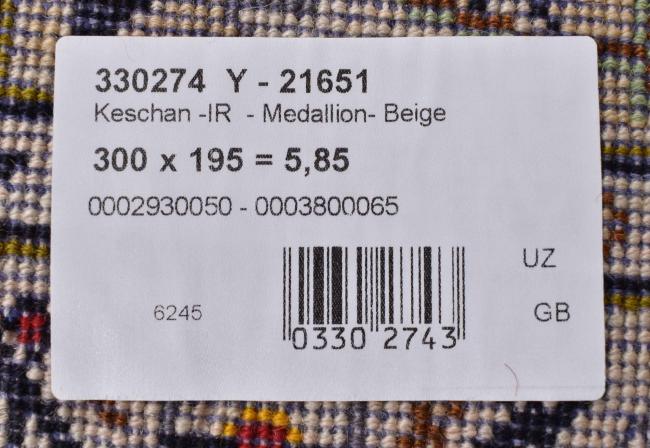 330274 Y - 21651
Keschan -IR - Medallion- Beige
300 x 195 = 5,85
0002930050 - 0003800065
UZ
6245
GB
0330 2743